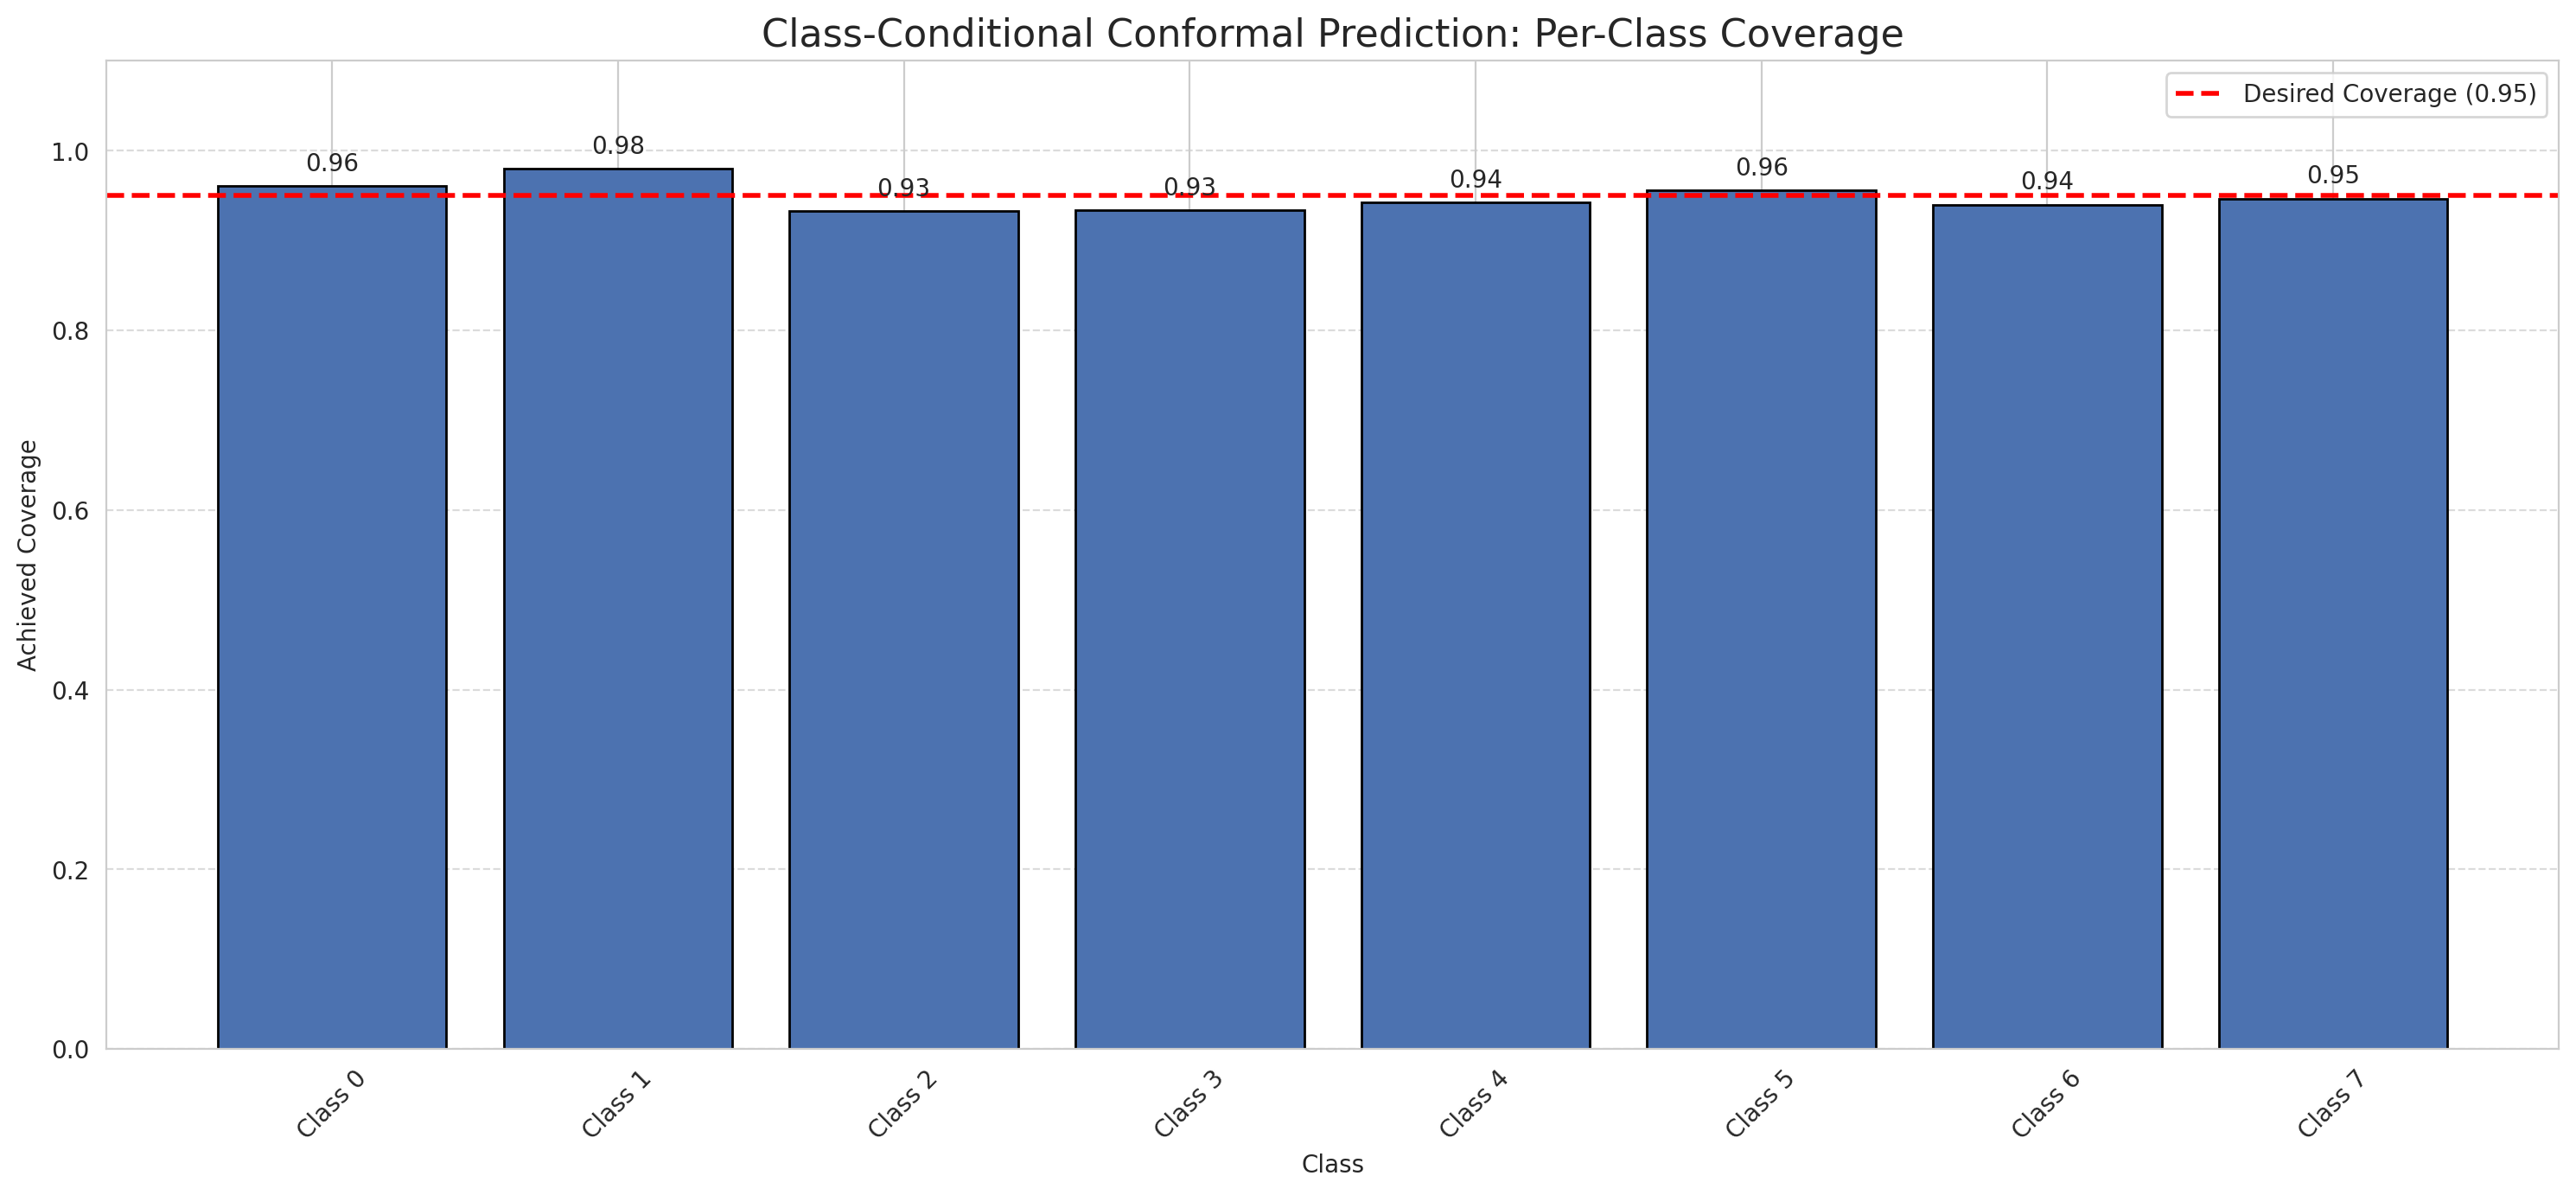 Class-Conditional Conformal Prediction: Per-Class Coverage
Desired Coverage (0.95)
Achieved Coverage
1.0
0.8
0.6
0.4
0.2
0.0
0.96
0.98
0.93
0.93
0.94
0.96
0.94
0.95
Class 0
Class 1
Class 2
Class 3
Class 4
Class 5
Class 6
Class 7
Class